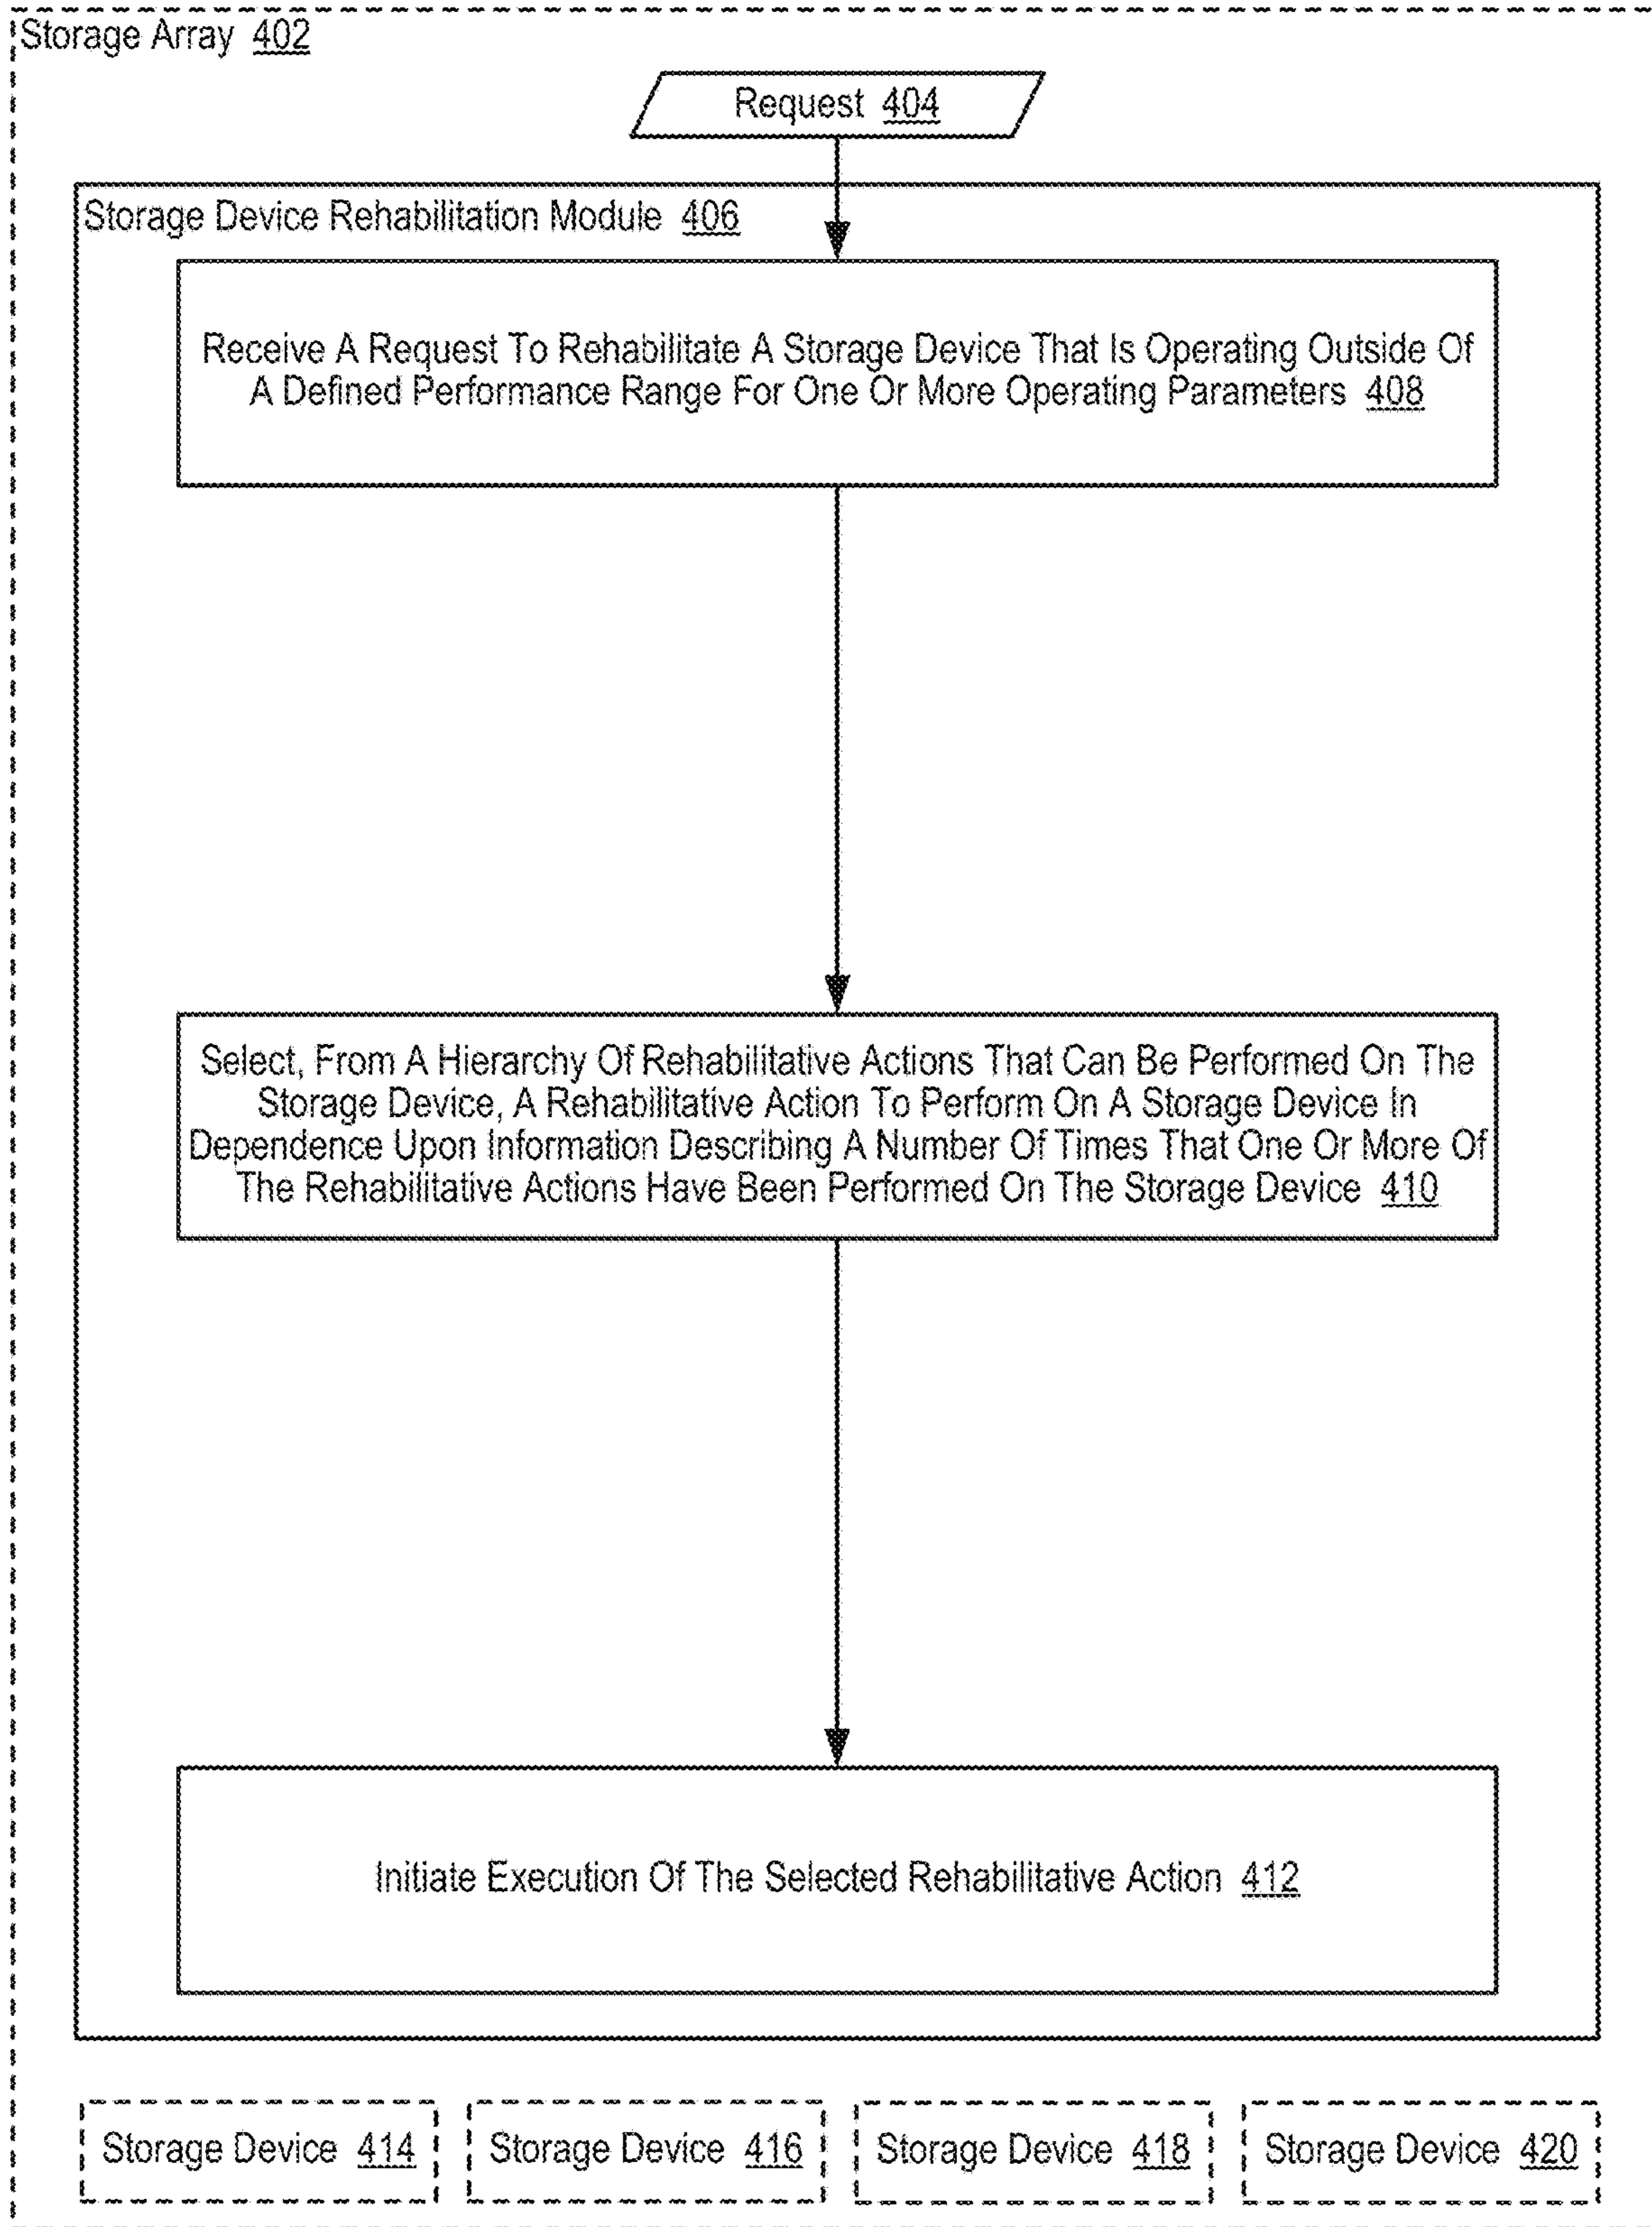 Storage Array 402
Request 404
Storage Device Rehabilitation Module 406
Receive A Request To Rehabilitate A Storage Device That Is Operating Outside Of
A Defined Performance Range For One Or More Operating Parameters 408
Select, From A Hierarchy Of Rehabilitative Actions That Can Be Performed On The
Storage Device, A Rehabilitative Action To Perform On A Storage Device In
Dependence Upon Information Describing A Number Of Times That One Or More Of
The Rehabilitative Actions Have Been Performed On The Storage Device 410
Initiate Execution Of The Selected Rehabilitative Action 412
Storage Device 414
Storage Device 416
Storage Device 418
Storage Device 420